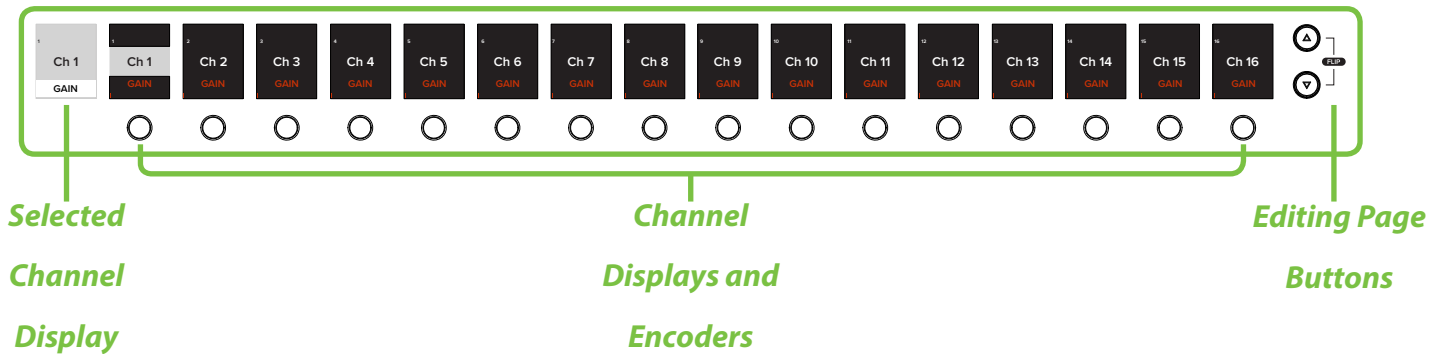 1 1 2 3 4 5 6 7 8 9 10 11 12 13 14 15 16
Ch 1 Ch 1 Ch 2 Ch 3 Ch 4 Ch 5 Ch 6 Ch 7 Ch 8 Ch 9 Ch 10 Ch 11 Ch 12 Ch 13 Ch 14 Ch 15 Ch 16
FLIP
GAIN GAIN GAIN GAIN GAIN GAIN GAIN GAIN GAIN GAIN GAIN GAIN GAIN GAIN GAIN GAIN GAIN
Selected
Channel
Display
Channel
Displays and
Encoders
Editing Page
Buttons